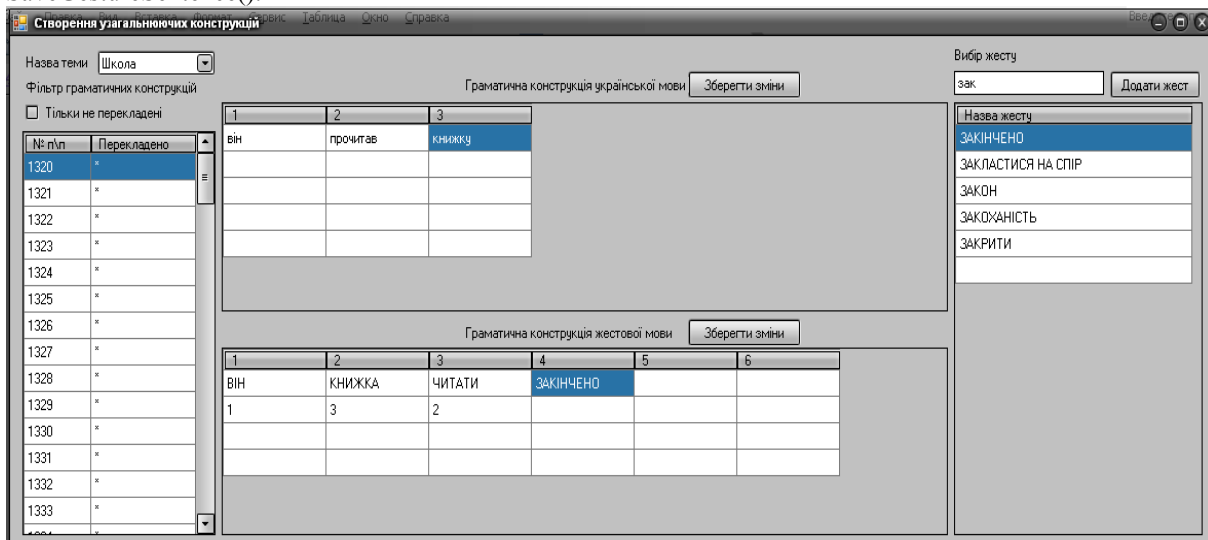 Створення узагальнюючих конструкцій
Сервис Таблица Окно Справка
Назва теми Школа
Фільтр граматичних конструкцій
Тільки не перекладені
№ п\п Перекладено
1320 *
1321 *
1322 *
1323 *
1324 *
1325 *
1326 *
1327 *
1328 *
1329 *
1330 *
1331 *
1332 *
1333 *
Граматична конструкція української мови Зберегти зміни
1 2 3
він прочитав книжку
Граматична конструкція жестової мови Зберегти зміни
1 2 3 4 5 6
ВІН КНИЖКА ЧИТАТИ ЗАКІНЧЕНО
1 3 2
Вибір жесту
зак Додати жест
Назва жесту
ЗАКІНЧЕНО
ЗАКЛАСТИСЯ НА СПІР
ЗАКОН
ЗАКОХАНІСТЬ
ЗАКРИТИ